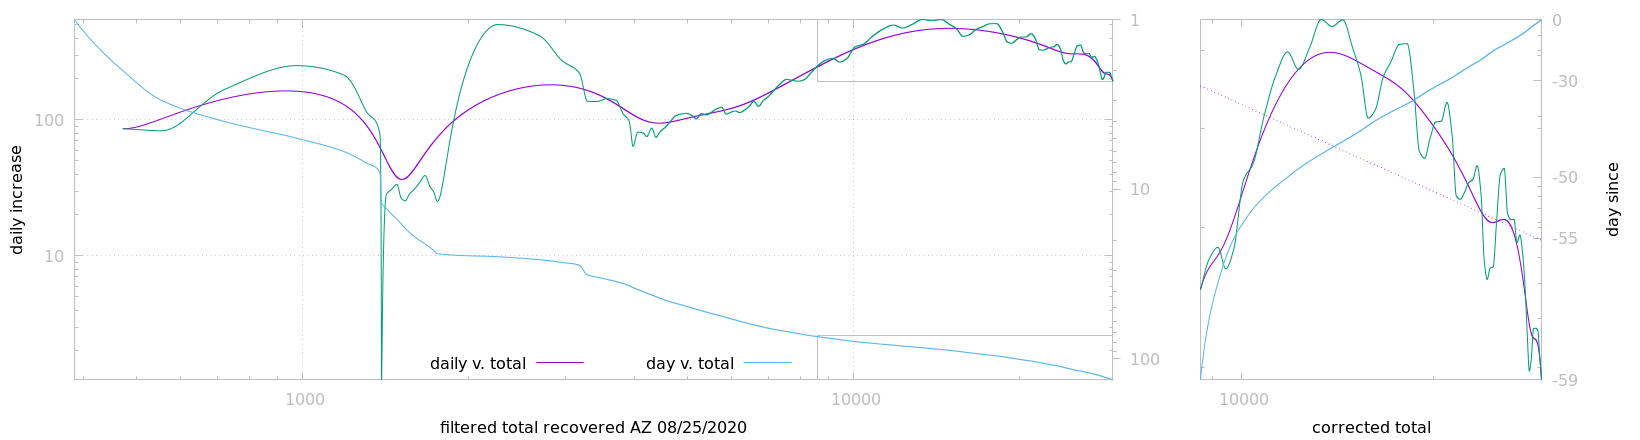 daily increase
100
10
1000
10000
1
10
100
daily v. total
day v. total
filtered total recovered AZ 08/25/2020
10000
0
-30
-50
-55
-59
day since
corrected total